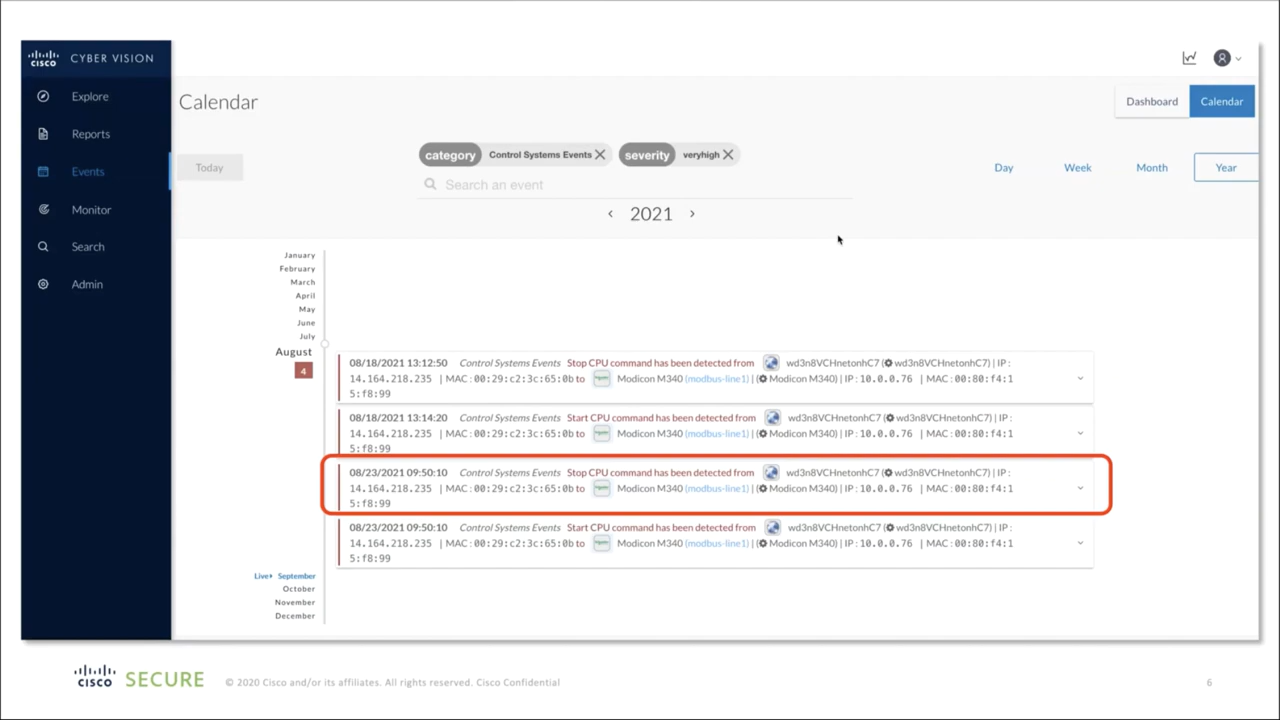 CISCO CYBER VISION
Explore
Reports
Events
Monitor
Search
Admin
Calendar
Dashboard
Calendar
category Control Systems Events severity veryhigh
Today
Search an event
Day
Week
Month
Year
2021
January
February
March
April
May
June
July
August
4
08/18/2021 13:12:50 Control Systems Events Stop CPU command has been detected from wd3n8VCHnetonhC7 (wd3n8VCHnetonhC7) | IP :
14.164.218.235 | MAC : 00:29:c2:3c:65:0b to Modicon M340 (modbus-line1) | (Modicon M340) | IP : 10.0.0.76 | MAC : 00:80:f4:1
5:f8:99
08/18/2021 13:14:20 Control Systems Events Start CPU command has been detected from wd3n8VCHnetonhC7 (wd3n8VCHnetonhC7) | IP :
14.164.218.235 | MAC : 00:29:c2:3c:65:0b to Modicon M340 (modbus-line1) | (Modicon M340) | IP : 10.0.0.76 | MAC : 00:80:f4:1
5:f8:99
08/23/2021 09:50:10 Control Systems Events Stop CPU command has been detected from wd3n8VCHnetonhC7 (wd3n8VCHnetonhC7) | IP :
14.164.218.235 | MAC : 00:29:c2:3c:65:0b to Modicon M340 (modbus-line1) | (Modicon M340) | IP : 10.0.0.76 | MAC : 00:80:f4:1
5:f8:99
08/23/2021 09:50:10 Control Systems Events Start CPU command has been detected from wd3n8VCHnetonhC7 (wd3n8VCHnetonhC7) | IP :
14.164.218.235 | MAC : 00:29:c2:3c:65:0b to Modicon M340 (modbus-line1) | (Modicon M340) | IP : 10.0.0.76 | MAC : 00:80:f4:1
5:f8:99
Live September
October
November
December
CISCO SECURE © 2020 Cisco and/or its affiliates. All rights reserved. Cisco Confidential 6